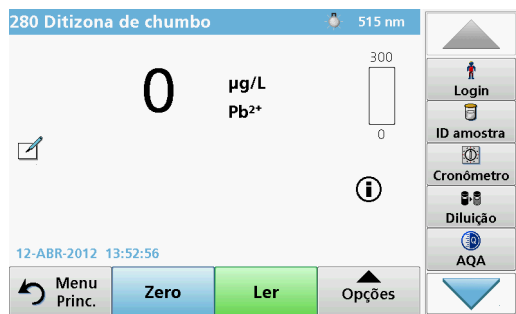 280 Ditizona de chumbo
515 nm
0
µg/L
Pb²⁺
300
0
i
12-ABR-2012 13:52:56
Menu
Princ.
Zero
Ler
Opções
Login
ID amostra
Cronômetro
Diluição
AQA